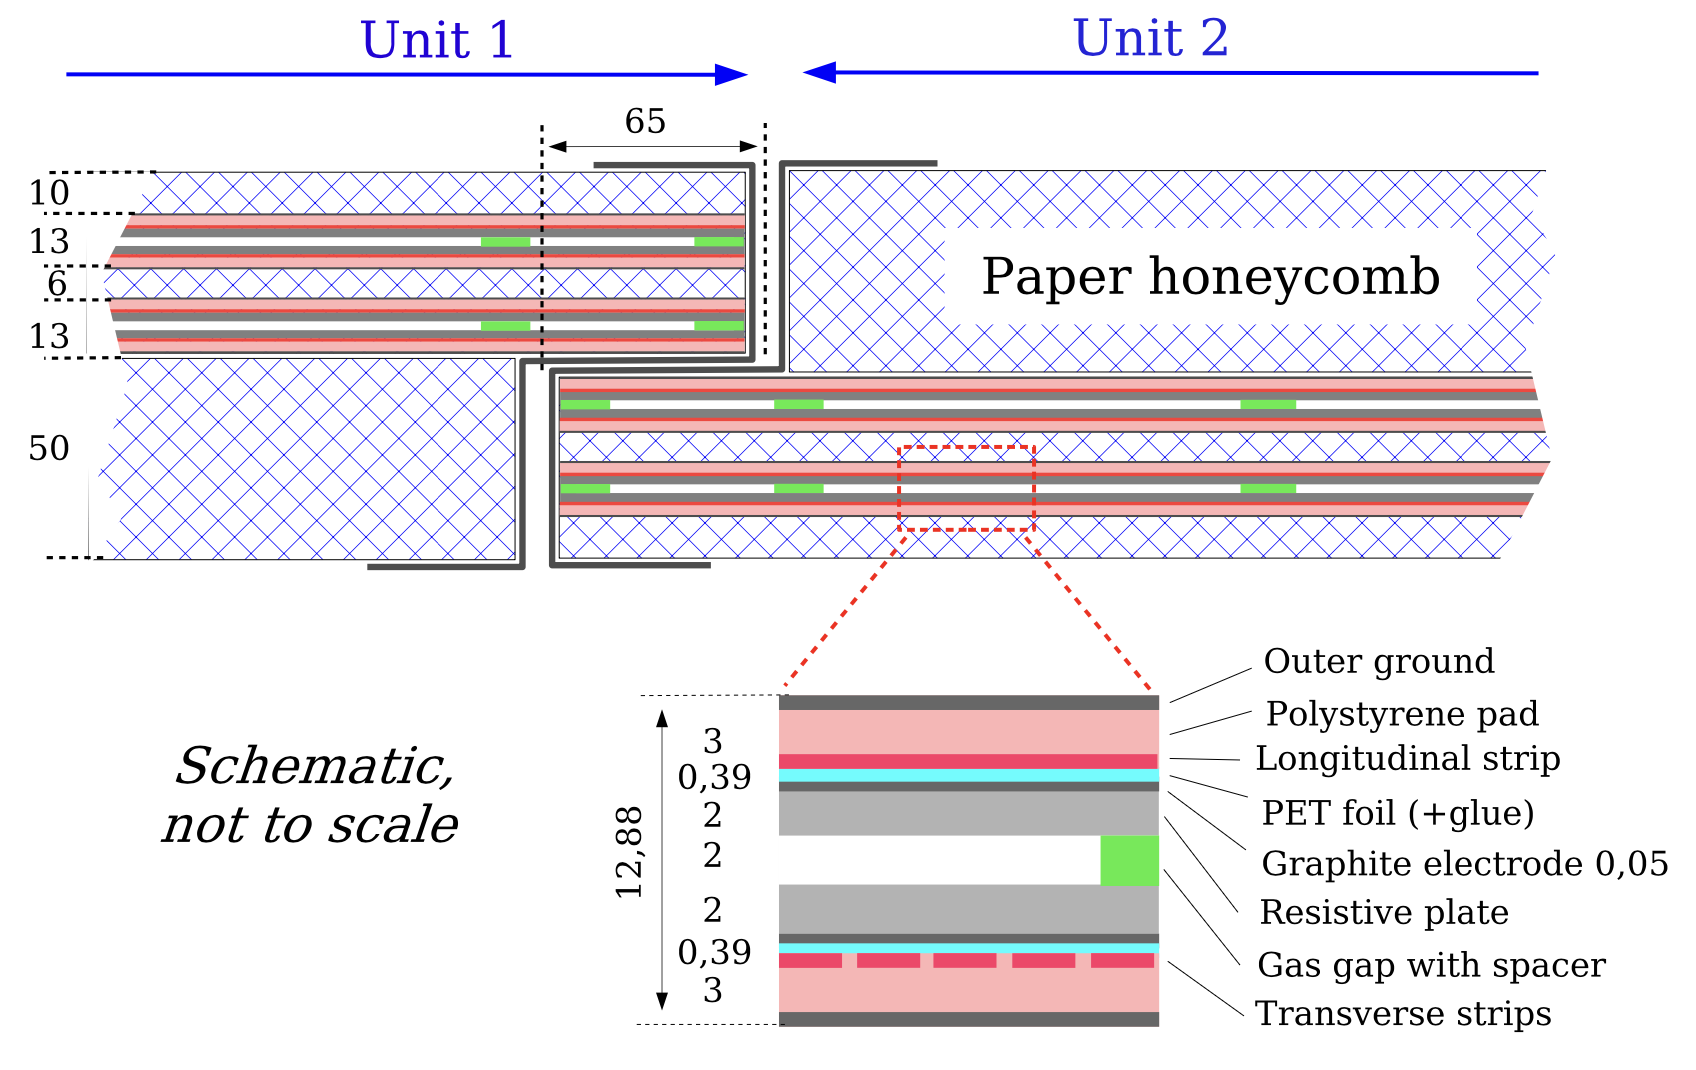 Unit 1
Unit 2
65
10
13
6
13
50
Paper honeycomb
Schematic,
not to scale
12,88
3
0,39
2
2
2
0,39
3
Outer ground
Polystyrene pad
Longitudinal strip
PET foil (+glue)
Graphite electrode 0,05
Resistive plate
Gas gap with spacer
Transverse strips